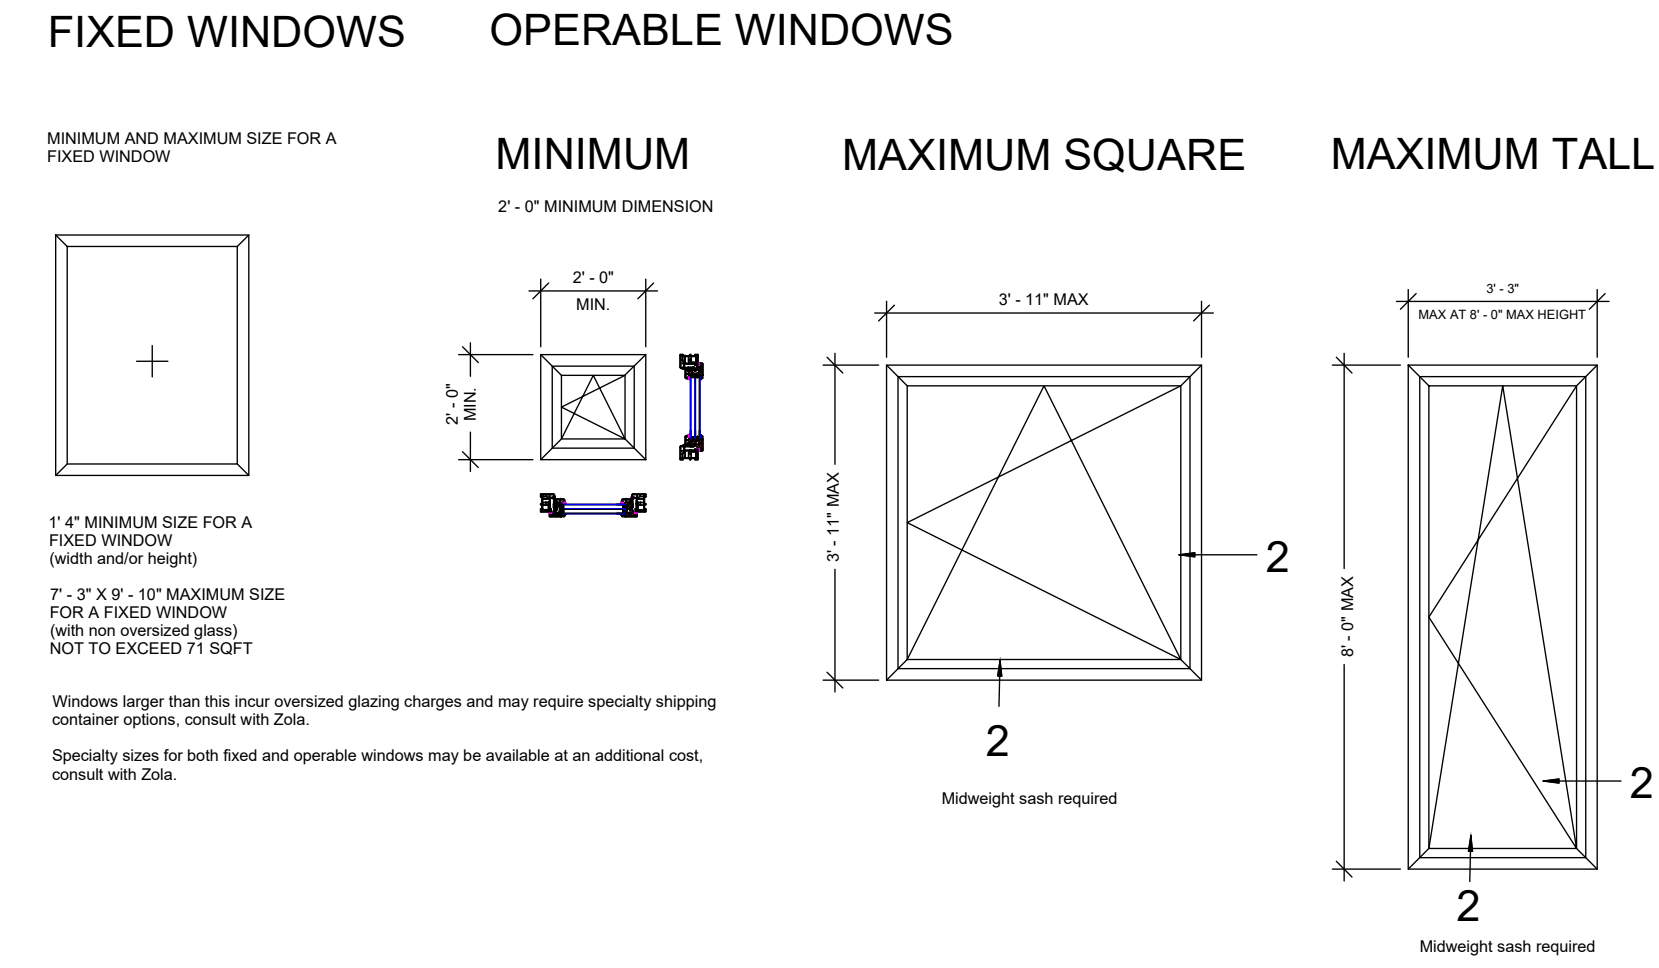 FIXED WINDOWS
OPERABLE WINDOWS
MINIMUM AND MAXIMUM SIZE FOR A
FIXED WINDOW
1' 4" MINIMUM SIZE FOR A
FIXED WINDOW
(width and/or height)
7' - 3" X 9' - 10" MAXIMUM SIZE
FOR A FIXED WINDOW
(with non oversized glass)
NOT TO EXCEED 71 SQFT
Windows larger than this incur oversized glazing charges and may require specialty shipping
container options, consult with Zola.
Specialty sizes for both fixed and operable windows may be available at an additional cost,
consult with Zola.
MINIMUM
2' - 0" MINIMUM DIMENSION
2' - 0"
MIN.
2' - 0"
MIN.
MAXIMUM SQUARE
3' - 11" MAX
3' - 11" MAX
2
2
Midweight sash required
MAXIMUM TALL
3' - 3"
MAX AT 8' - 0" MAX HEIGHT
8' - 0" MAX
2
2
Midweight sash required